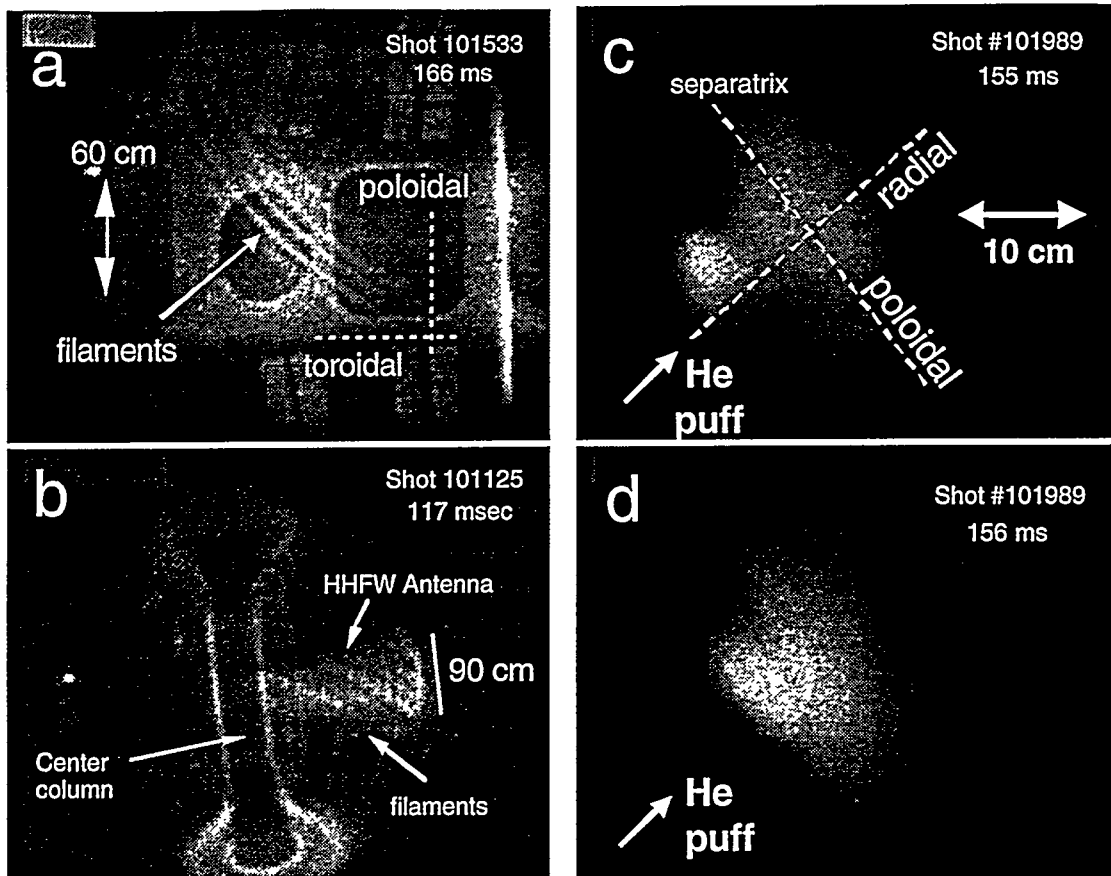 a
Shot 101533
166 ms
60 cm
poloidal
filaments
toroidal
b
Shot 101125
117 msec
HHFW Antenna
90 cm
Center
column
filaments
c
Shot #101989
155 ms
separatrix
radial
10 cm
poloidal
He
puff
d
Shot #101989
156 ms
He
puff